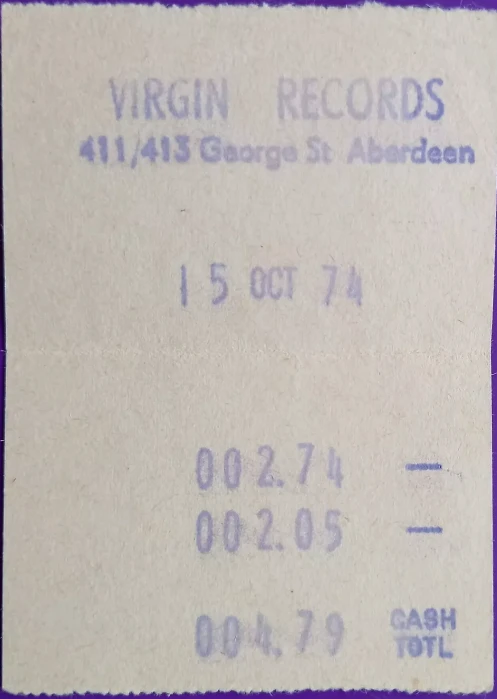 VIRGIN RECORDS
411/413 George St Aberdeen
15 OCT 74
002.74 —
002.05 —
004.79 CASH TOTL